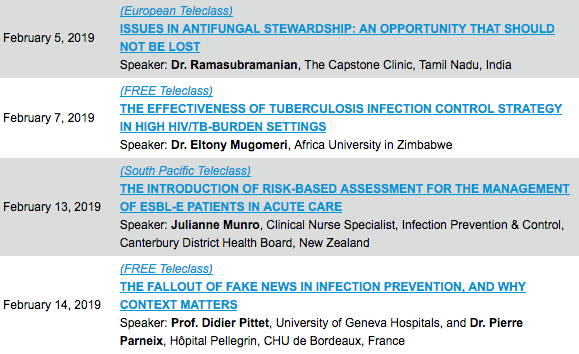 (European Teleclass)
February 5, 2019
ISSUES IN ANTIFUNGAL STEWARDSHIP: AN OPPORTUNITY THAT SHOULD
NOT BE LOST
Speaker: Dr. Ramasubramanian, The Capstone Clinic, Tamil Nadu, India
(FREE Teleclass)
February 7, 2019
THE EFFECTIVENESS OF TUBERCULOSIS INFECTION CONTROL STRATEGY
IN HIGH HIV/TB-BURDEN SETTINGS
Speaker: Dr. Eltony Mugomeri, Africa University in Zimbabwe
(South Pacific Teleclass)
February 13, 2019
THE INTRODUCTION OF RISK-BASED ASSESSMENT FOR THE MANAGEMENT
OF ESBL-E PATIENTS IN ACUTE CARE
Speaker: Julianne Munro, Clinical Nurse Specialist, Infection Prevention & Control,
Canterbury District Health Board, New Zealand
(FREE Teleclass)
February 14, 2019
THE FALLOUT OF FAKE NEWS IN INFECTION PREVENTION, AND WHY
CONTEXT MATTERS
Speaker: Prof. Didier Pittet, University of Geneva Hospitals, and Dr. Pierre
Parneix, Hôpital Pellegrin, CHU de Bordeaux, France